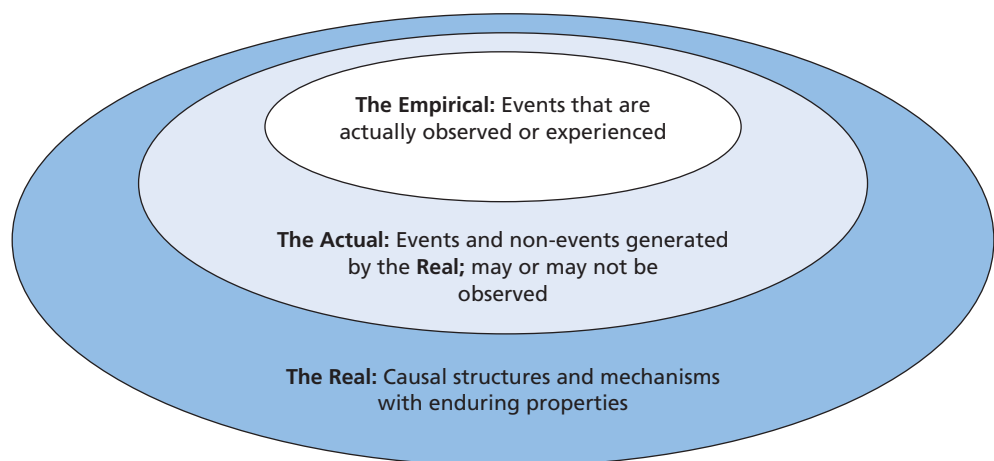 The Empirical: Events that are
actually observed or experienced
The Actual: Events and non-events generated
by the Real; may or may not be
observed
The Real: Causal structures and mechanisms
with enduring properties